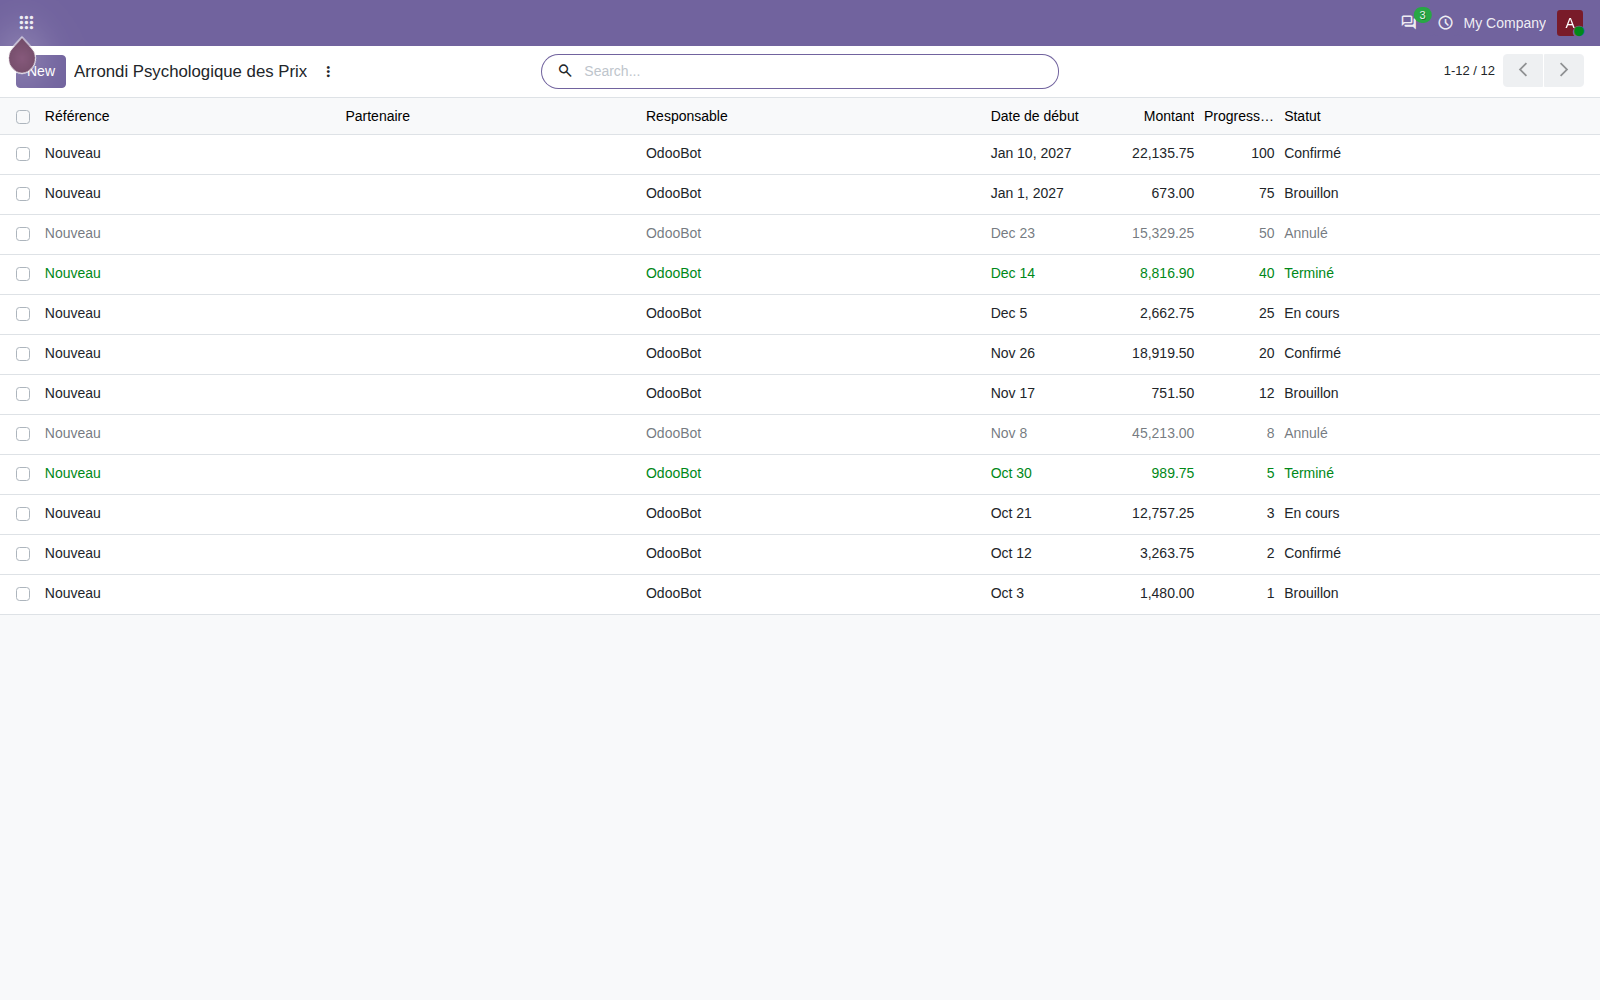 3 My Company A
New Arrondi Psychologique des Prix Search... 1-12 / 12
Référence Partenaire Responsable Date de début Montant Progress... Statut
Nouveau OdooBot Jan 10, 2027 22,135.75 100 Confirmé
Nouveau OdooBot Jan 1, 2027 673.00 75 Brouillon
Nouveau OdooBot Dec 23 15,329.25 50 Annulé
Nouveau OdooBot Dec 14 8,816.90 40 Terminé
Nouveau OdooBot Dec 5 2,662.75 25 En cours
Nouveau OdooBot Nov 26 18,919.50 20 Confirmé
Nouveau OdooBot Nov 17 751.50 12 Brouillon
Nouveau OdooBot Nov 8 45,213.00 8 Annulé
Nouveau OdooBot Oct 30 989.75 5 Terminé
Nouveau OdooBot Oct 21 12,757.25 3 En cours
Nouveau OdooBot Oct 12 3,263.75 2 Confirmé
Nouveau OdooBot Oct 3 1,480.00 1 Brouillon